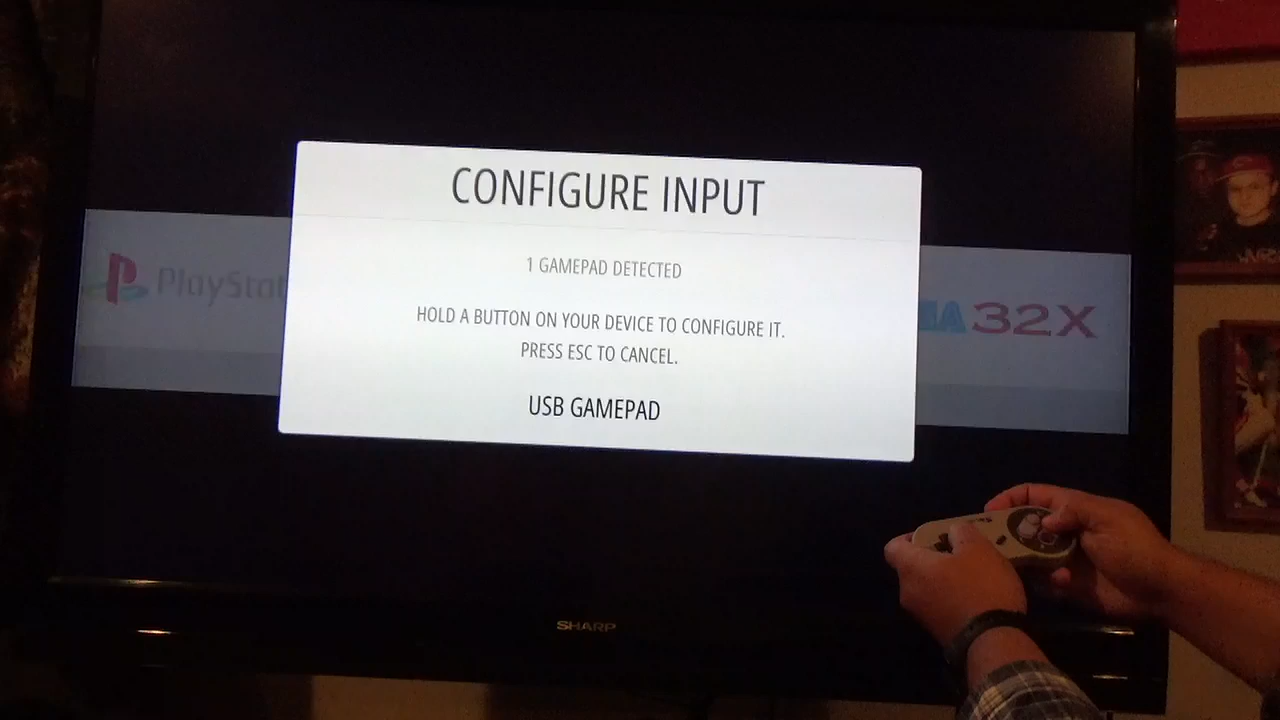 CONFIGURE INPUT
1 GAMEPAD DETECTED
HOLD A BUTTON ON YOUR DEVICE TO CONFIGURE IT.
PRESS ESC TO CANCEL.
USB GAMEPAD
PlayStat
32X
SHARP